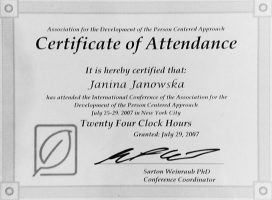 Association for the Development of the Person Centered Approach
Certificate of Attendance
It is hereby certified that:
Janina Janowska
has attended the International Conference of the Association for the
Development of the Person Centered Approach
July 25-29, 2007 in New York City
Twenty Four Clock Hours
Granted: July 29, 2007
Sarton Weinraub PhD
Conference Coordinator